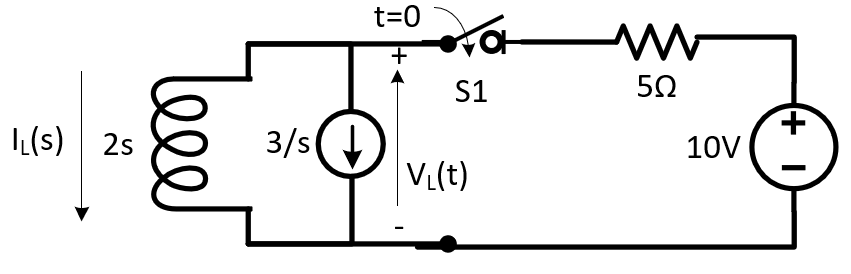 t=0
+
S1
5Ω
I_L(s)
2s
3/s
V_L(t)
10V
+
−
-